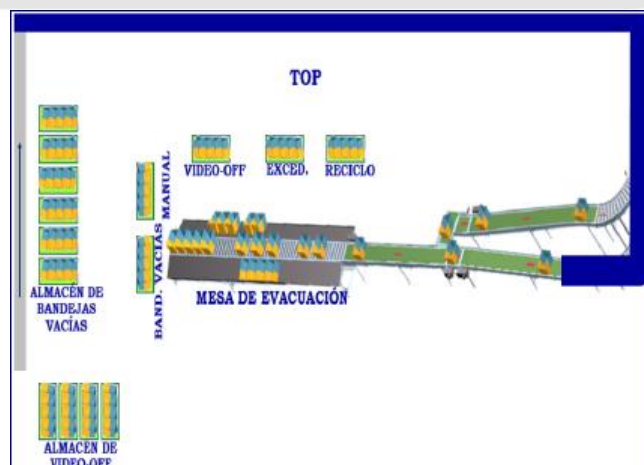 TOP
VIDEO-OFF
EXCED.
RECICLO
BAND. VACÍAS MANUAL
ALMACÉN DE
BANDEJAS
VACÍAS
MESA DE EVACUACIÓN
ALMACÉN DE
VIDEO-OFF